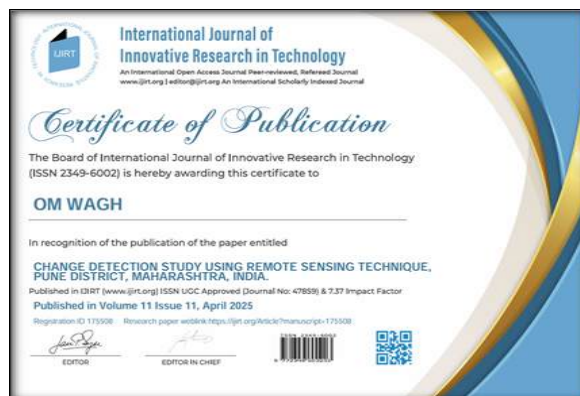 IJIRT
International Journal of
Innovative Research in Technology
An International Open Access Journal Peer-reviewed, Refereed Journal
www.ijirt.org | editor@ijirt.org An International Scholarly Indexed Journal
Certificate of Publication
The Board of International Journal of Innovative Research in Technology
(ISSN 2349-6002) is hereby awarding this certificate to
OM WAGH
In recognition of the publication of the paper entitled
CHANGE DETECTION STUDY USING REMOTE SENSING TECHNIQUE,
PUNE DISTRICT, MAHARASHTRA, INDIA.
Published in IJIRT (www.ijirt.org) ISSN UGC Approved (Journal No: 47859) & 7.37 Impact Factor
Published in Volume 11 Issue 11, April 2025
Registration ID 175508 Research paper weblink:https://ijirt.org/Article?manuscript=175508
EDITOR
EDITOR IN CHIEF
ISSN 2349-6002